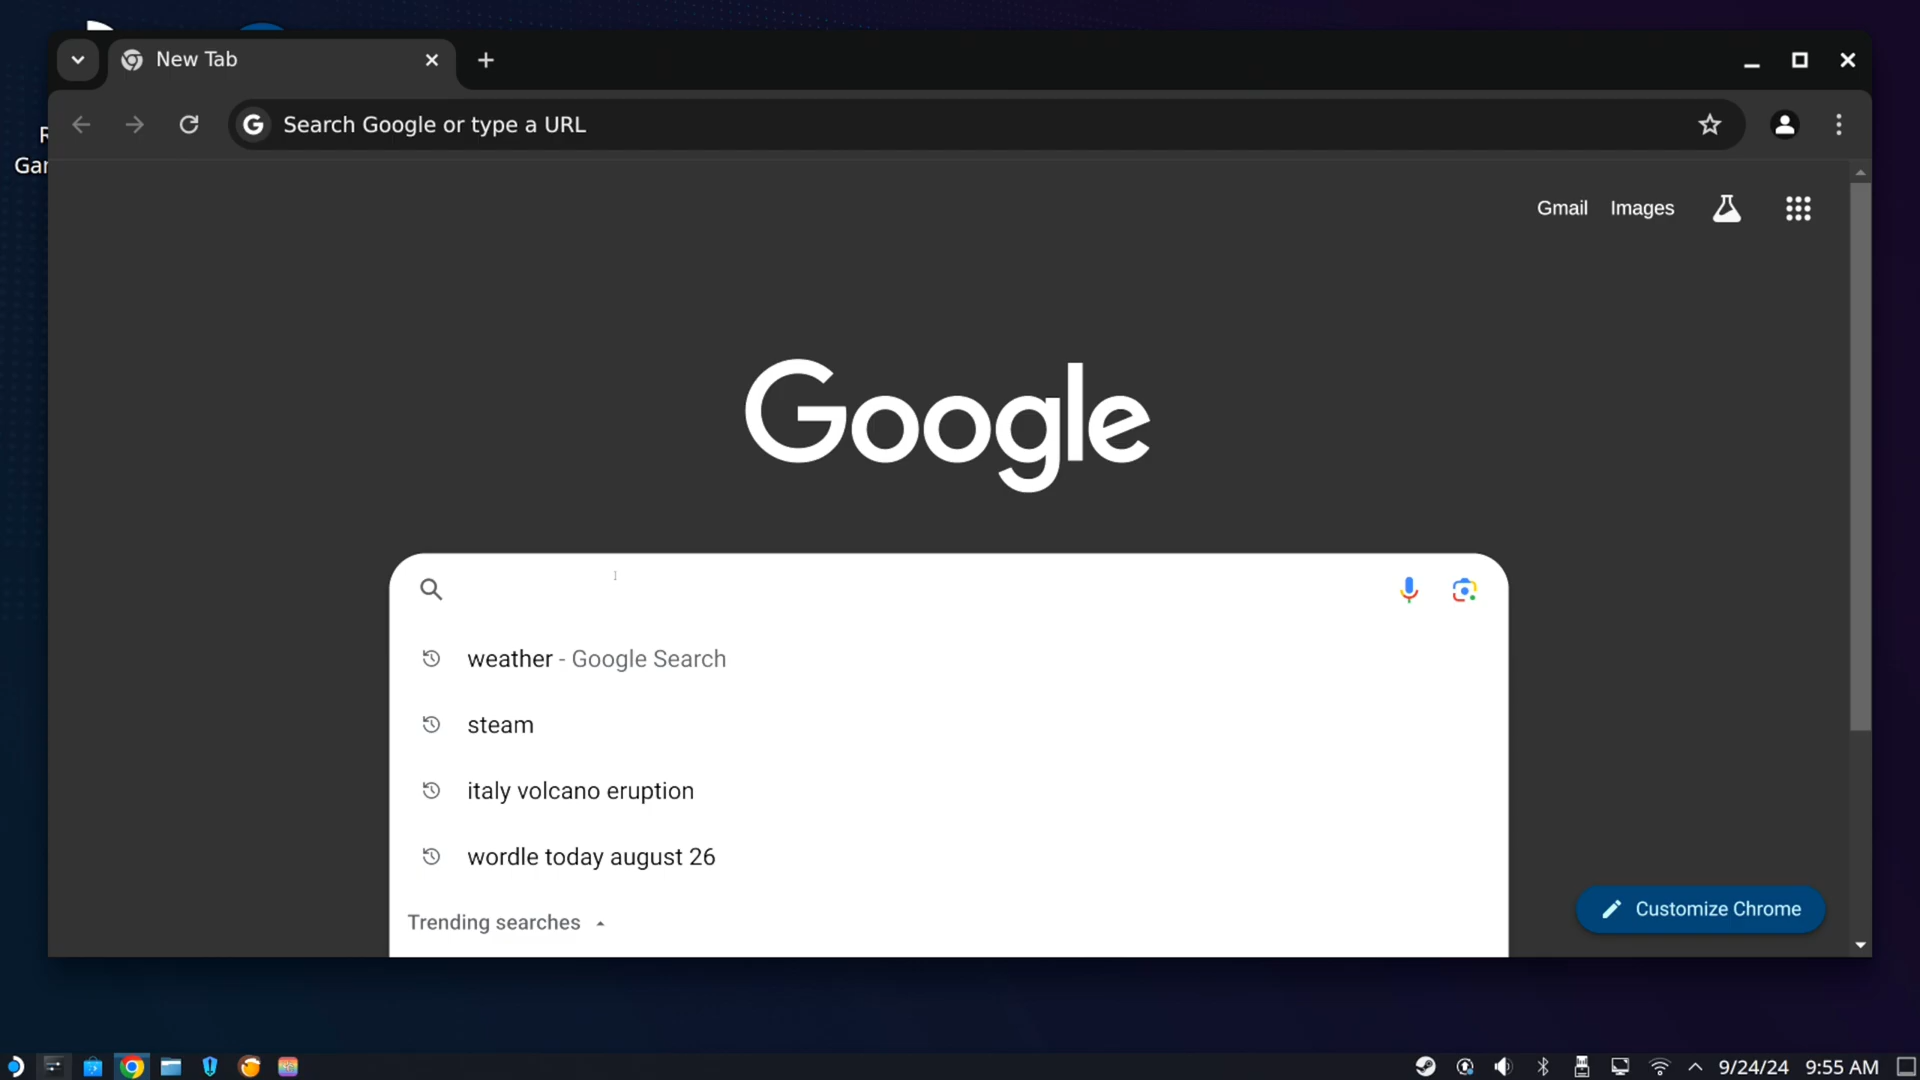 New Tab
Search Google or type a URL
R
Gar
Gmail Images
Google
weather - Google Search
steam
italy volcano eruption
wordle today august 26
Trending searches
Customize Chrome
9/24/24 9:55 AM